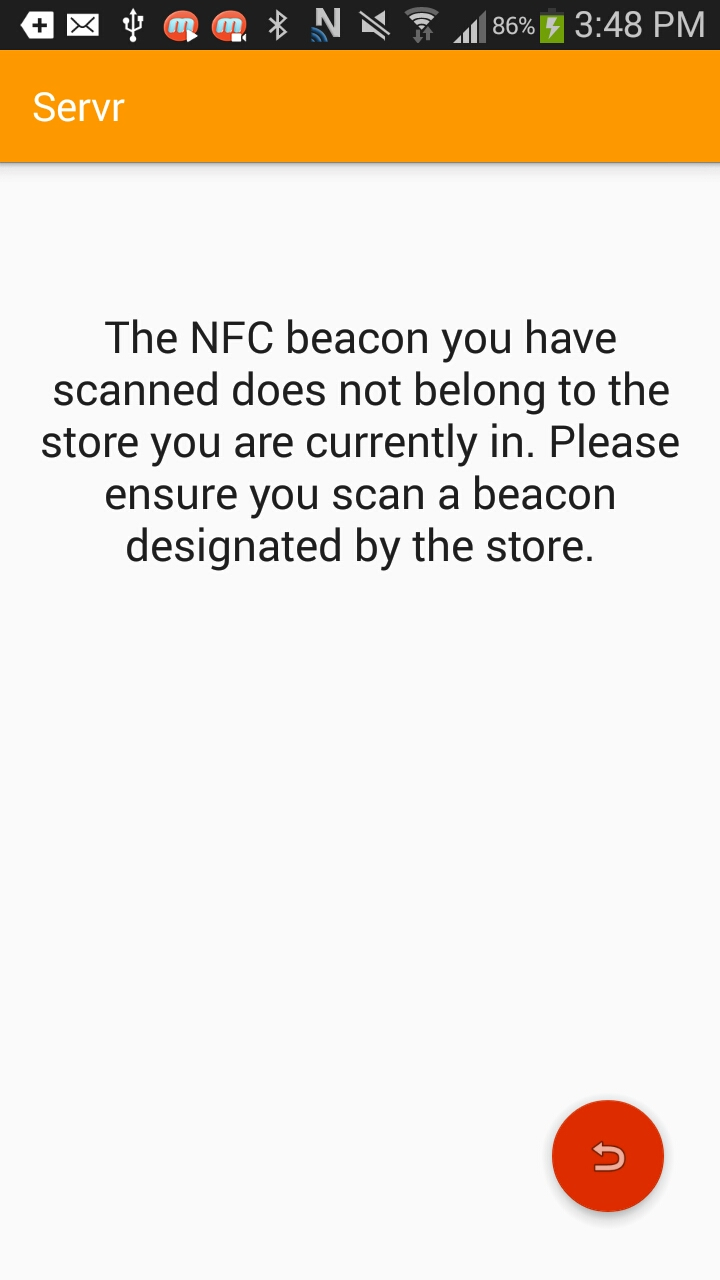 86% 3:48 PM
Servr
The NFC beacon you have
scanned does not belong to the
store you are currently in. Please
ensure you scan a beacon
designated by the store.